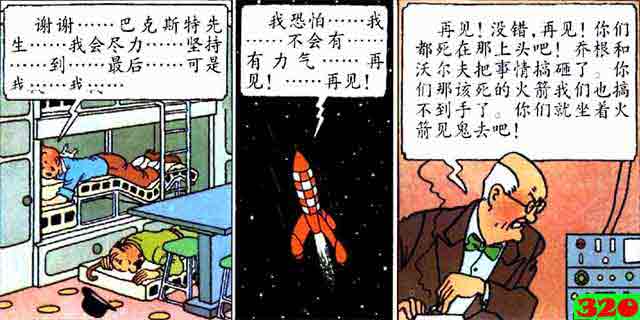 谢谢……巴克斯特先
生……我会尽力……坚持
……到……最后……可是
我……我……
我恐怕……我
……不会有……
有力气……再
见！……再见！
再见！没错，再见！你们
都死在那上头吧！乔根和
沃尔夫把事情搞砸了。你
们那该死的火箭我们也搞
不到手了。你们就坐着火
箭见鬼去吧！
320